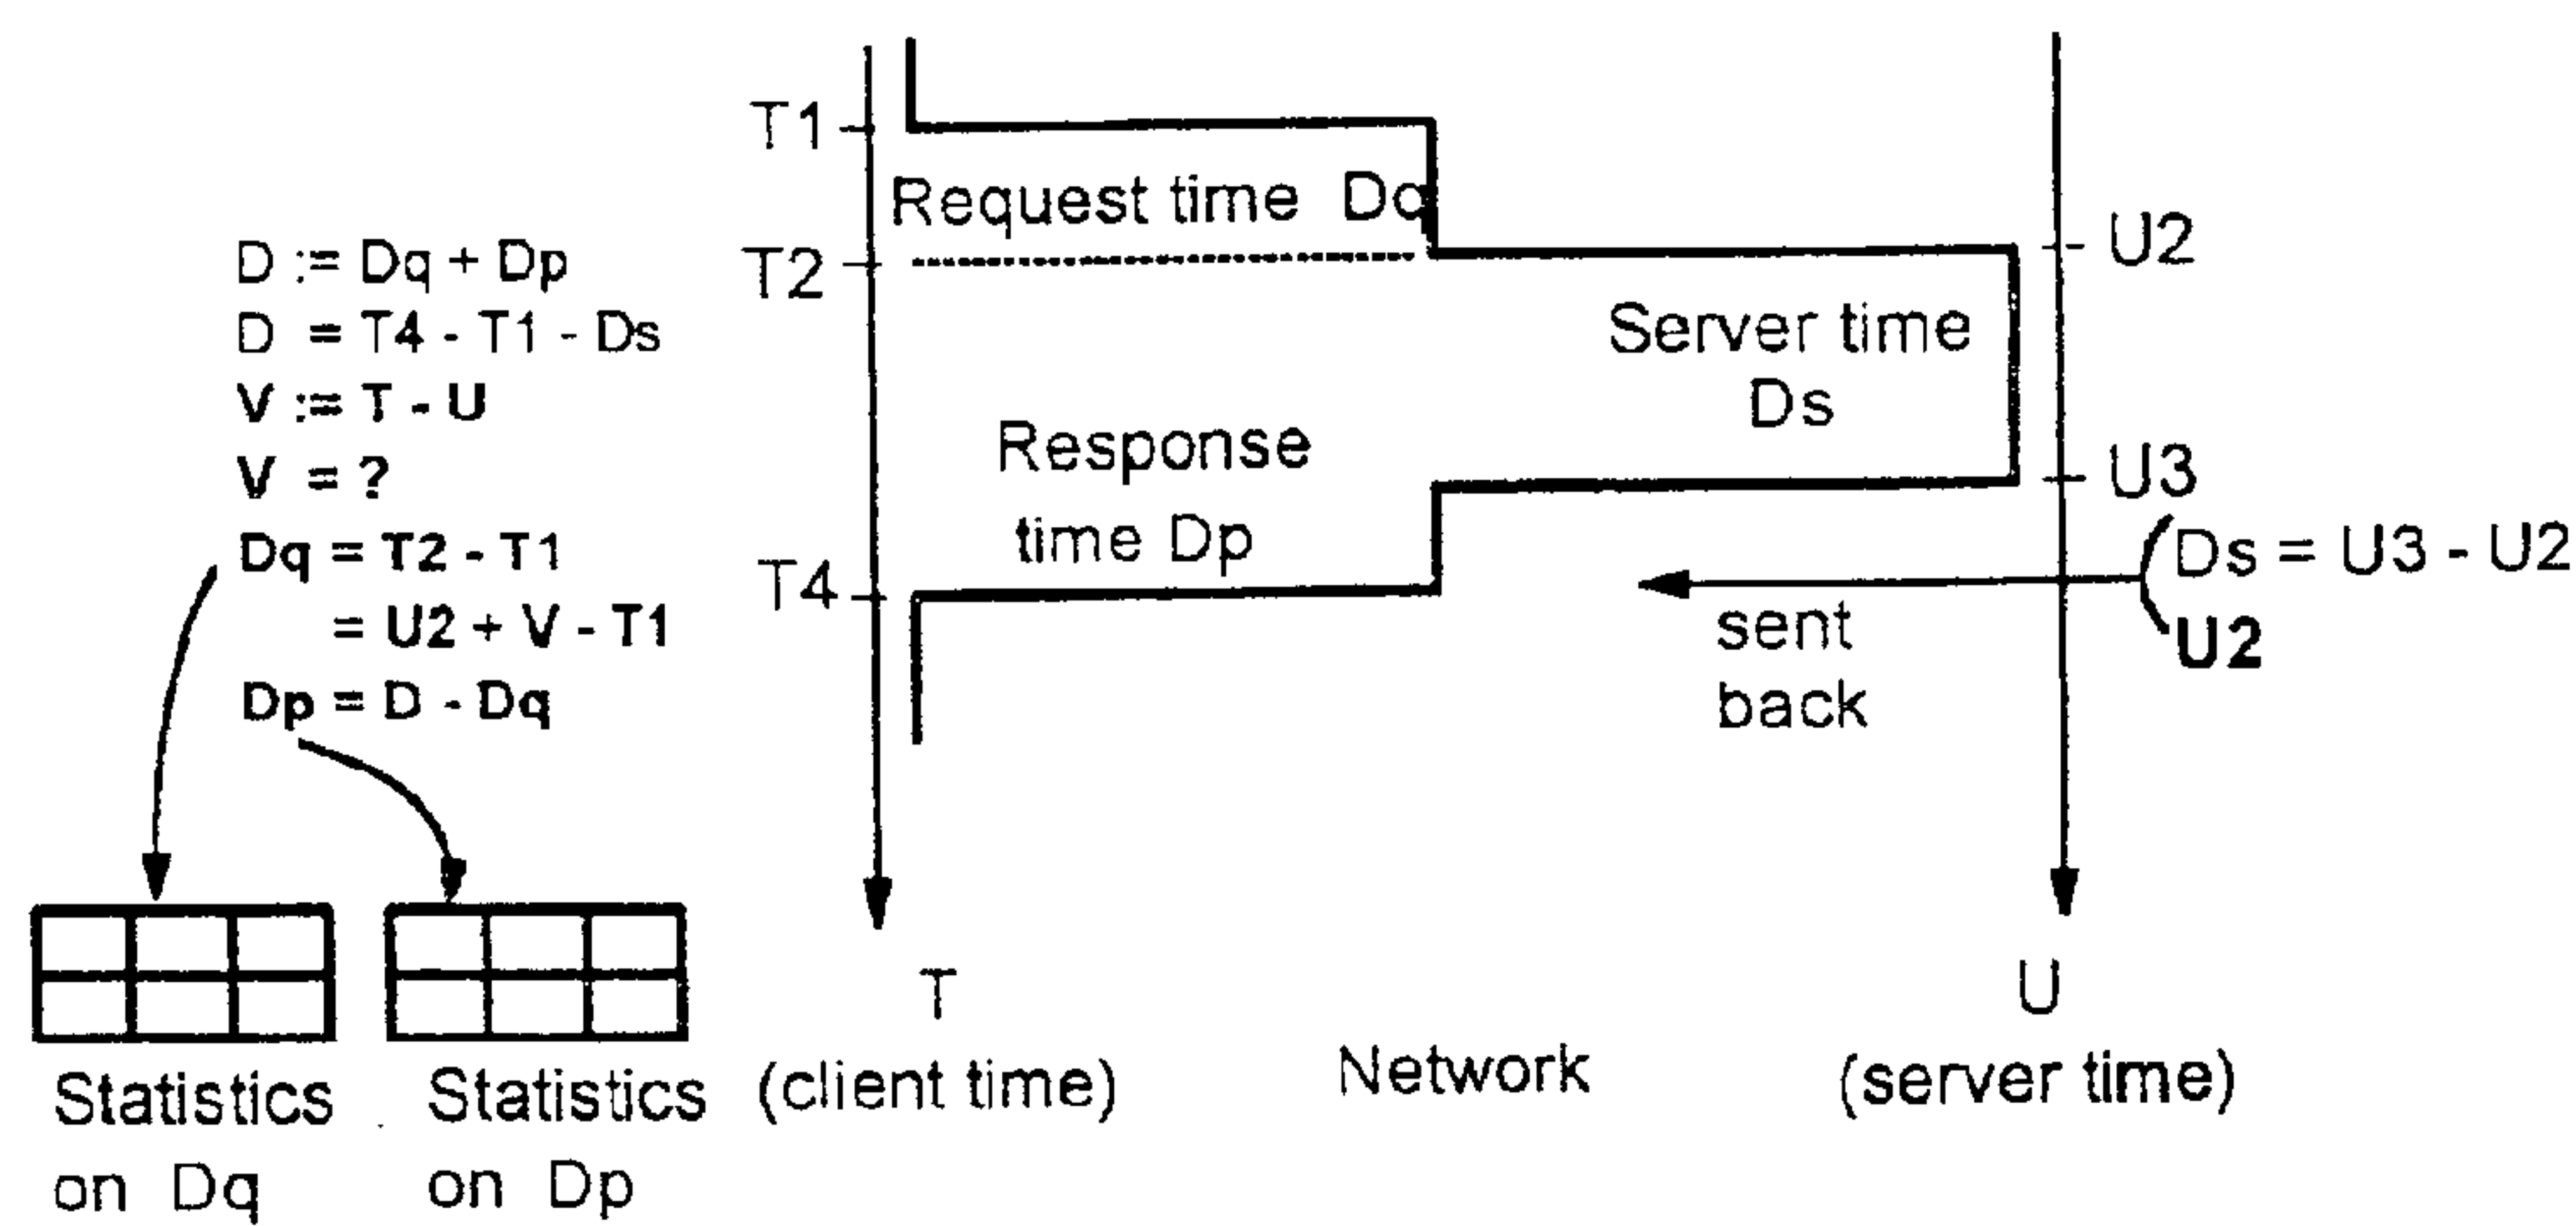 D := Dq + Dp
D = T4 - T1 - Ds
V := T - U
V = ?
Dq = T2 - T1
= U2 + V - T1
Dp = D - Dq
Statistics
on Dq
Statistics
on Dp
T1
Request time Dq
T2
Response
time Dp
T4
T
(client time)
Network
U2
Server time
Ds
U3
Ds = U3 - U2
U2
sent
back
U
(server time)